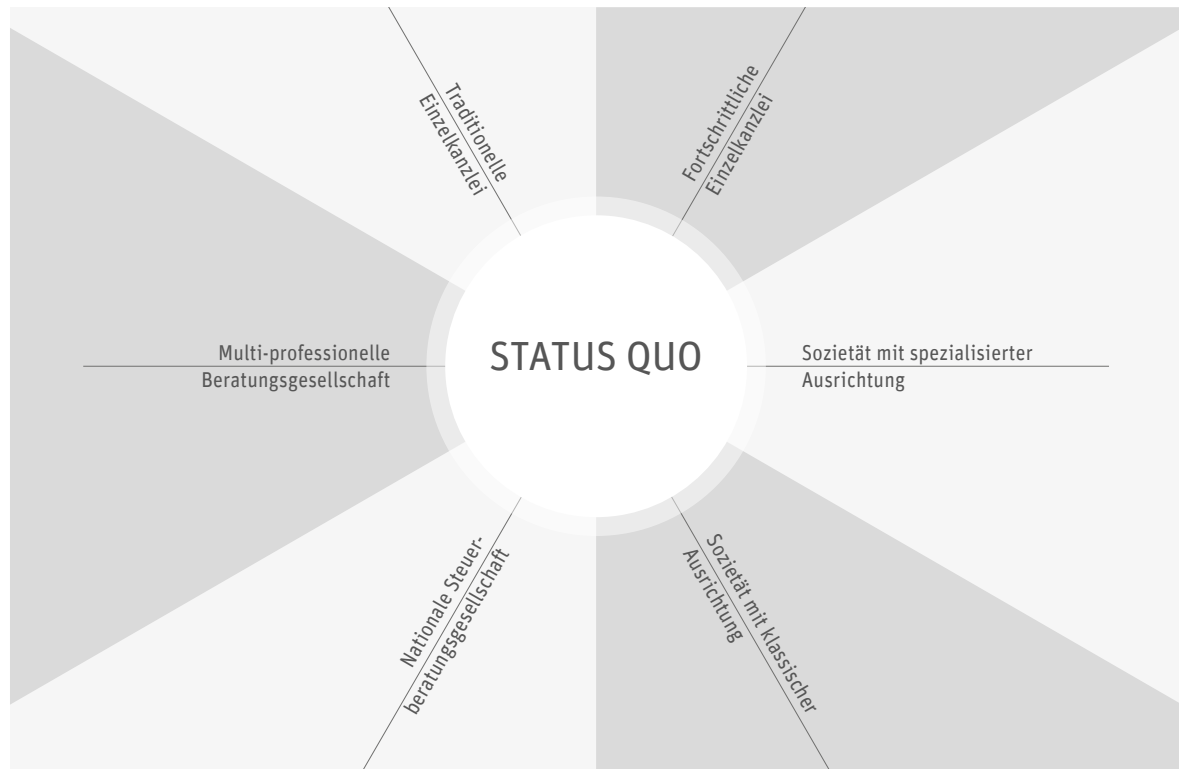 Traditionelle
Einzelkanzlei
Fortschrittliche
Einzelkanzlei
Multi-professionelle
Beratungsgesellschaft
STATUS QUO
Sozietät mit spezialisierter
Ausrichtung
Nationale Steuer-
beratungsgesellschaft
Sozietät mit klassischer
Ausrichtung